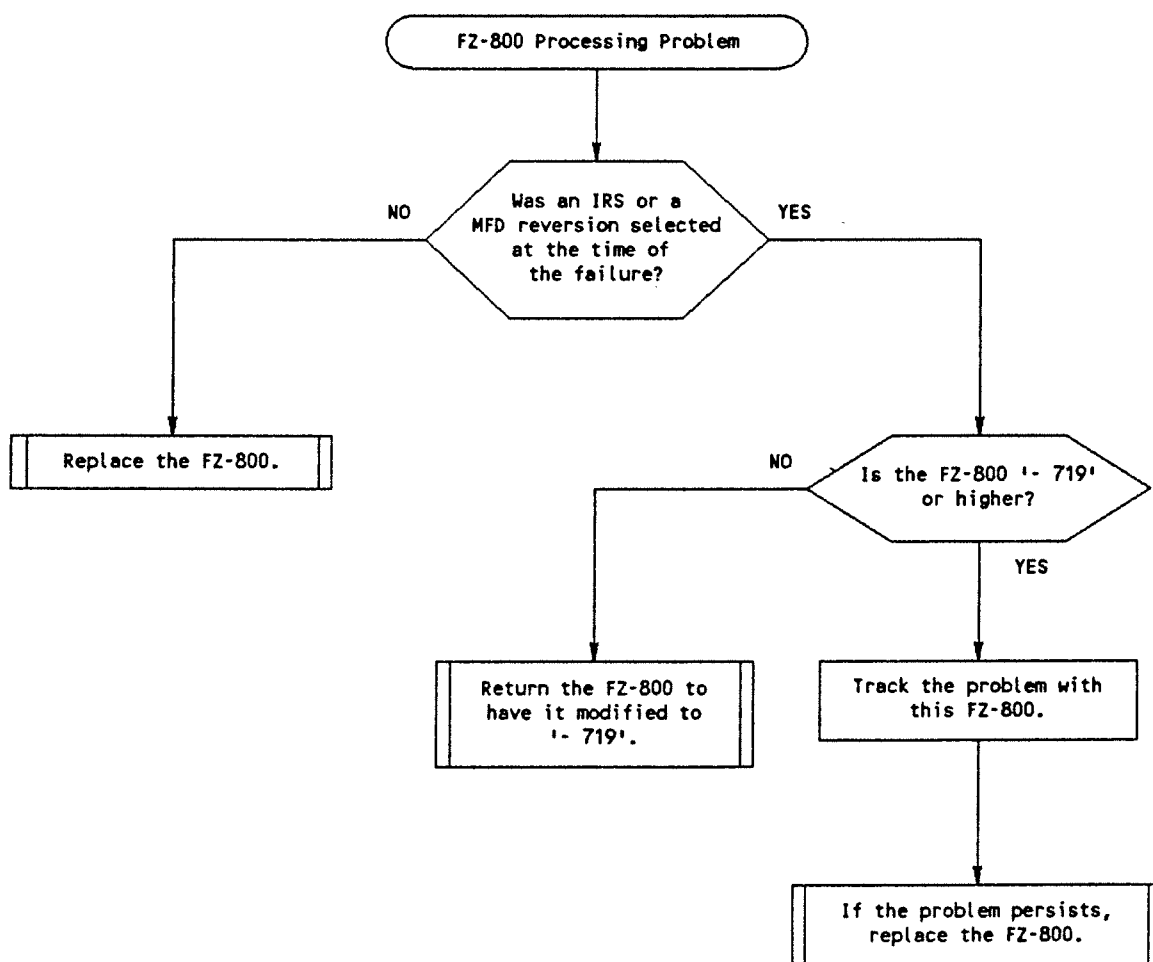 FZ-800 Processing Problem
Was an IRS or a
MFD reversion selected
at the time of
the failure?
NO
YES
Replace the FZ-800.
Is the FZ-800 '- 719'
or higher?
NO
YES
Return the FZ-800 to
have it modified to
'- 719'.
Track the problem with
this FZ-800.
If the problem persists,
replace the FZ-800.